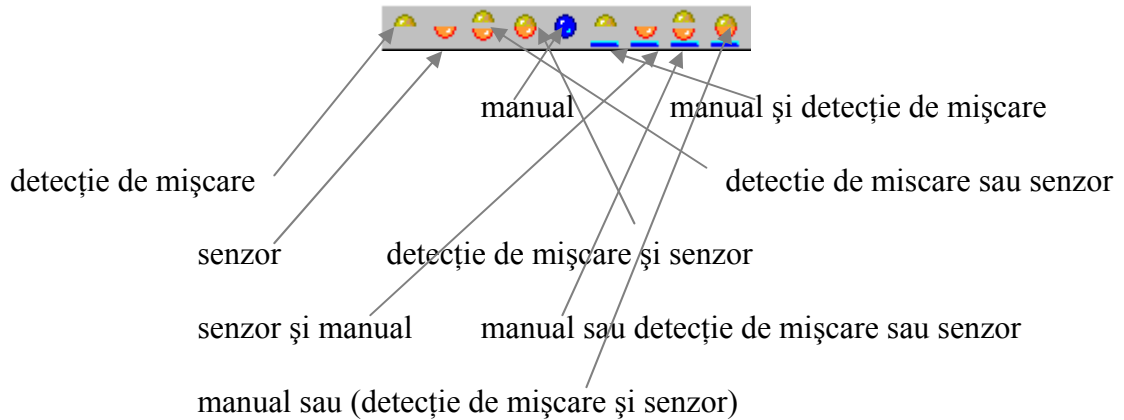 manual manual şi detecţie de mişcare
detecţie de mişcare detectie de miscare sau senzor
senzor detecţie de mişcare şi senzor
senzor şi manual manual sau detecţie de mişcare sau senzor
manual sau (detecţie de mişcare şi senzor)